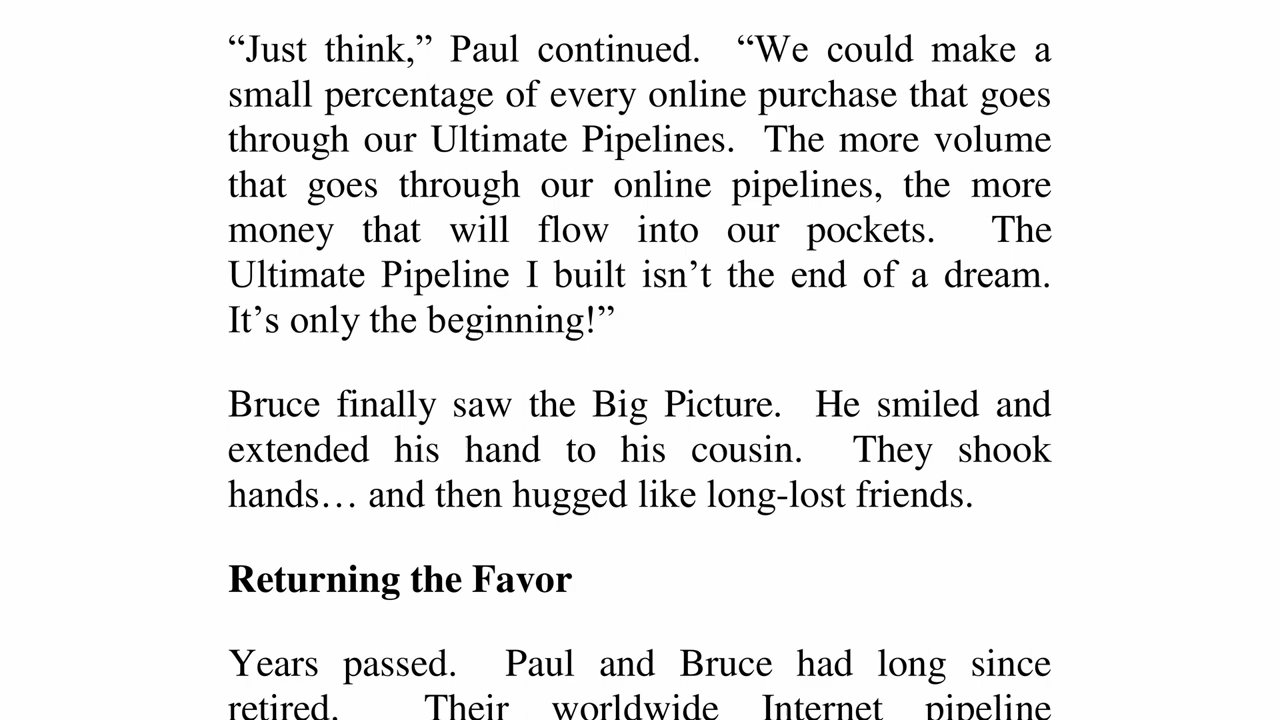 “Just think,” Paul continued. “We could make a
small percentage of every online purchase that goes
through our Ultimate Pipelines. The more volume
that goes through our online pipelines, the more
money that will flow into our pockets. The
Ultimate Pipeline I built isn’t the end of a dream.
It’s only the beginning!”
Bruce finally saw the Big Picture. He smiled and
extended his hand to his cousin. They shook
hands… and then hugged like long-lost friends.
Returning the Favor
Years passed. Paul and Bruce had long since
retired. Their worldwide Internet pipeline